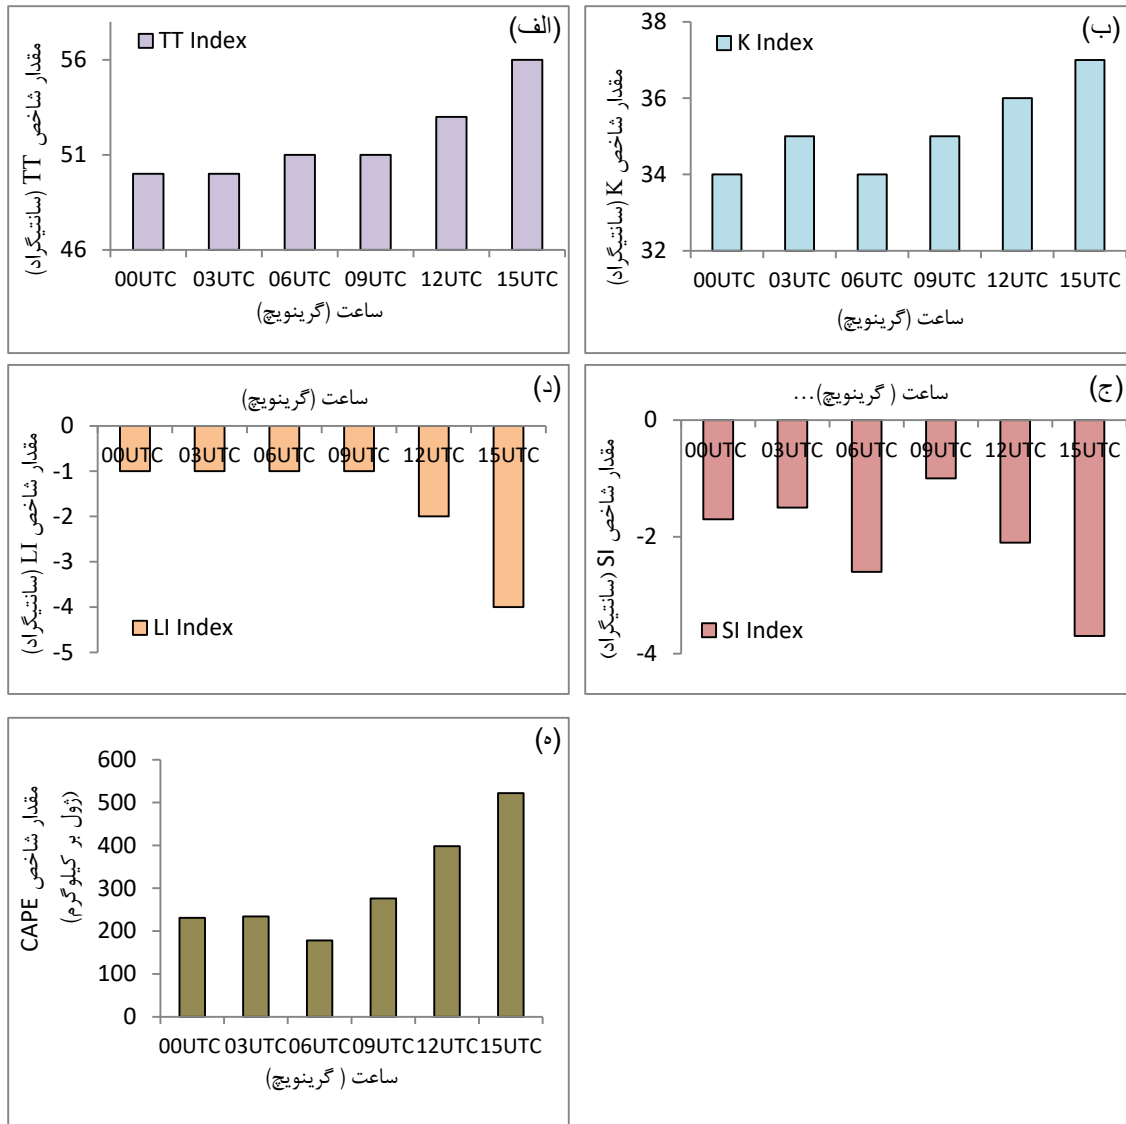 (الف)
TT Index
مقدار شاخص TT (سانتیگراد)
56
51
46
00UTC 03UTC 06UTC 09UTC 12UTC 15UTC
ساعت (گرینویچ)
(ب)
K Index
مقدار شاخص K (سانتیگراد)
38
36
34
32
00UTC 03UTC 06UTC 09UTC 12UTC 15UTC
ساعت (گرینویچ)
(د)
ساعت (گرینویچ)
مقدار شاخص LI (سانتیگراد)
0
-1
-2
-3
-4
-5
00UTC 03UTC 06UTC 09UTC 12UTC 15UTC
LI Index
(ج)
ساعت ( گرینویچ)...
مقدار شاخص SI (سانتیگراد)
0
-2
-4
00UTC 03UTC 06UTC 09UTC 12UTC 15UTC
SI Index
(ه)
مقدار شاخص CAPE
(ژول بر کیلوگرم)
600
500
400
300
200
100
0
00UTC 03UTC 06UTC 09UTC 12UTC 15UTC
ساعت ( گرینویچ)